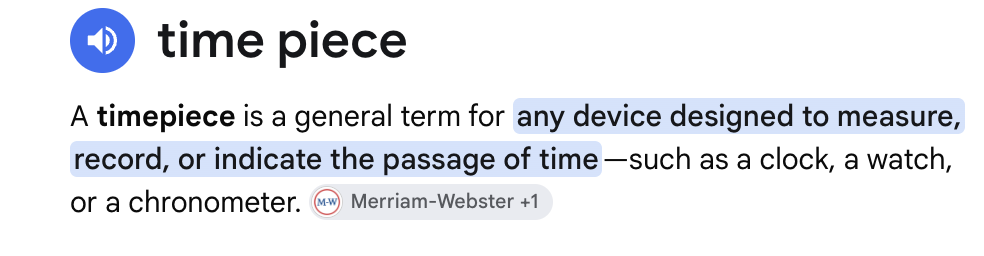 time piece
A timepiece is a general term for any device designed to measure,
record, or indicate the passage of time—such as a clock, a watch,
or a chronometer. M-W Merriam-Webster +1